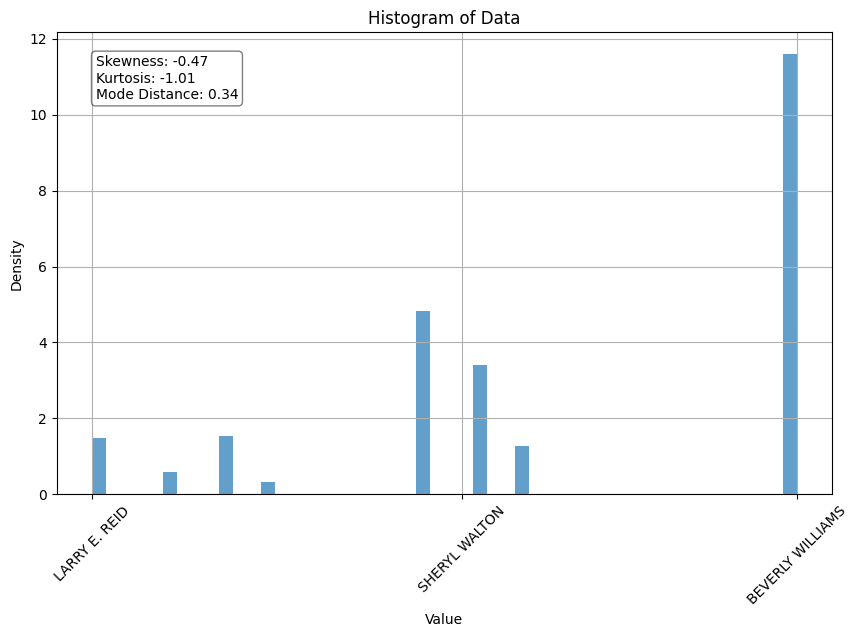 Histogram of Data
Skewness: -0.47
Kurtosis: -1.01
Mode Distance: 0.34
12
10
8
6
4
2
0
Density
LARRY E. REID
SHERYL WALTON
BEVERLY WILLIAMS
Value